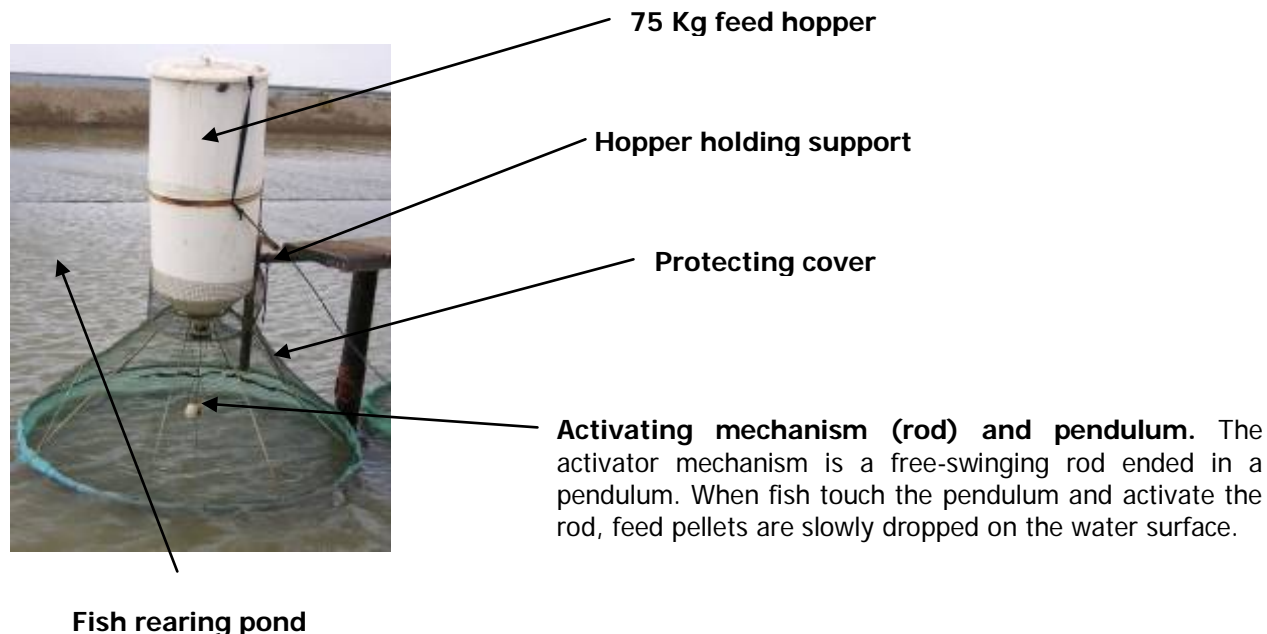 75 Kg feed hopper
Hopper holding support
Protecting cover
Activating mechanism (rod) and pendulum. The
activator mechanism is a free-swinging rod ended in a
pendulum. When fish touch the pendulum and activate the
rod, feed pellets are slowly dropped on the water surface.
Fish rearing pond